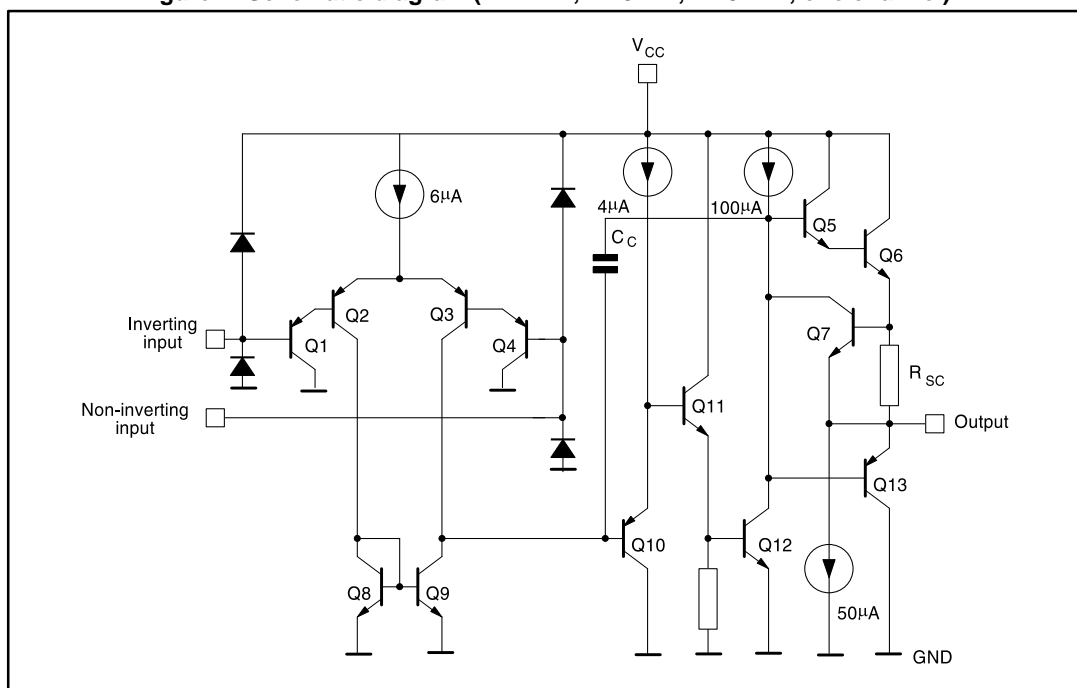 V CC
6µA
4µA
100µA
C C
Q5
Q6
Inverting
input
Q1
Q2
Q3
Q4
Q7
R SC
Non-inverting
input
Q11
Output
Q13
Q8
Q9
Q10
Q12
50µA
GND